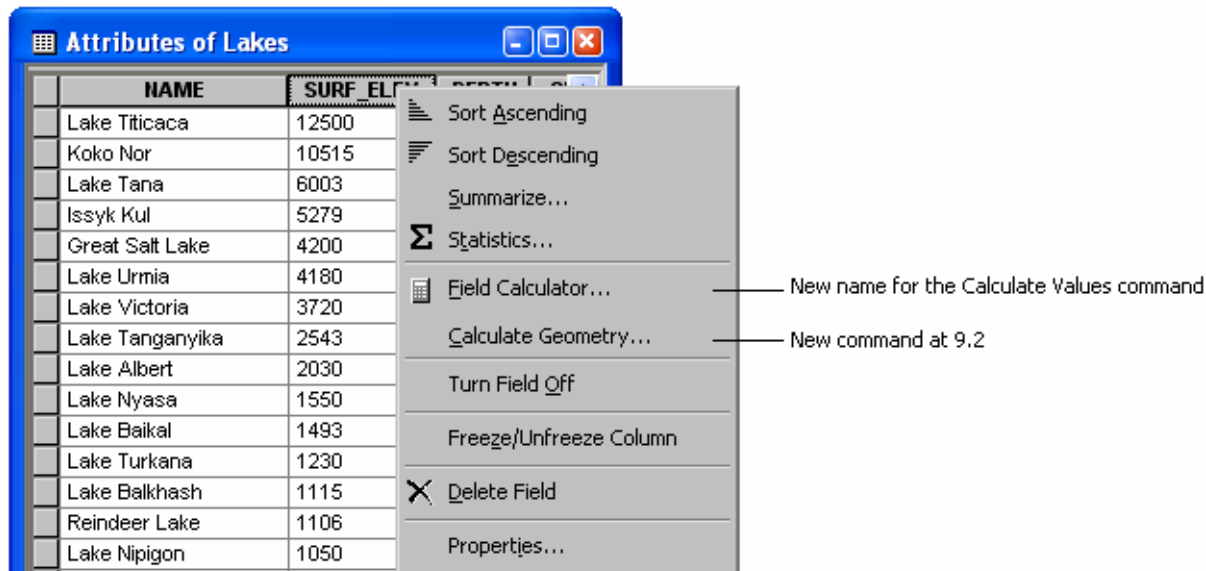 Attributes of Lakes
NAME SURF_ELEV DEPTH
Lake Titicaca 12500
Koko Nor 10515
Lake Tana 6003
Issyk Kul 5279
Great Salt Lake 4200
Lake Urmia 4180
Lake Victoria 3720
Lake Tanganyika 2543
Lake Albert 2030
Lake Nyasa 1550
Lake Baikal 1493
Lake Turkana 1230
Lake Balkhash 1115
Reindeer Lake 1106
Lake Nipigon 1050
Sort Ascending
Sort Descending
Summarize...
Σ Statistics...
Field Calculator...
Calculate Geometry...
Turn Field Off
Freeze/Unfreeze Column
Delete Field
Properties...
New name for the Calculate Values command
New command at 9.2